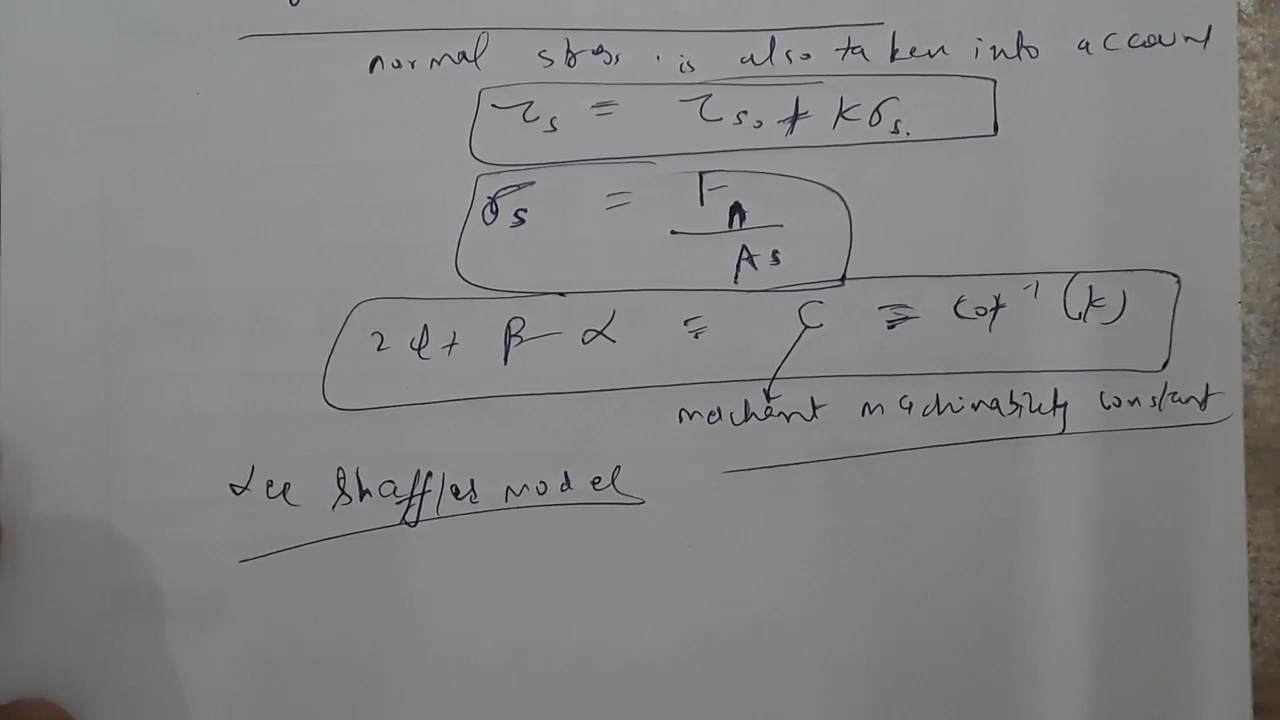 normal stress is also taken into account
τs = τs₀ + kσs.
σs = Fn / As
2φ + β - α = C = cot⁻¹(k)
machinability constant
Lee Shaffer model